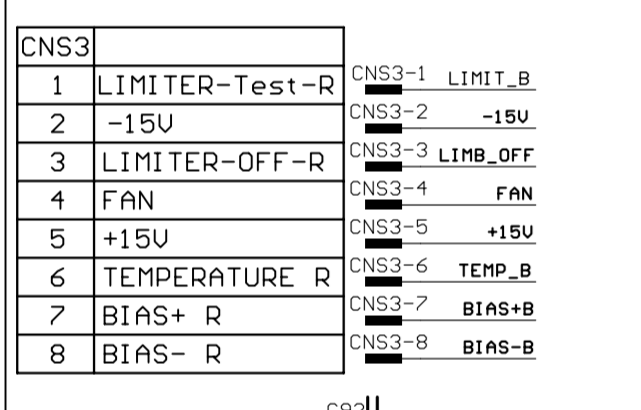 CNS3
1 LIMITER-Test-R CNS3-1 LIMIT_B
2 -15V CNS3-2 -15V
3 LIMITER-OFF-R CNS3-3 LIMB_OFF
4 FAN CNS3-4 FAN
5 +15V CNS3-5 +15V
6 TEMPERATURE R CNS3-6 TEMP_B
7 BIAS+ R CNS3-7 BIAS+B
8 BIAS- R CNS3-8 BIAS-B